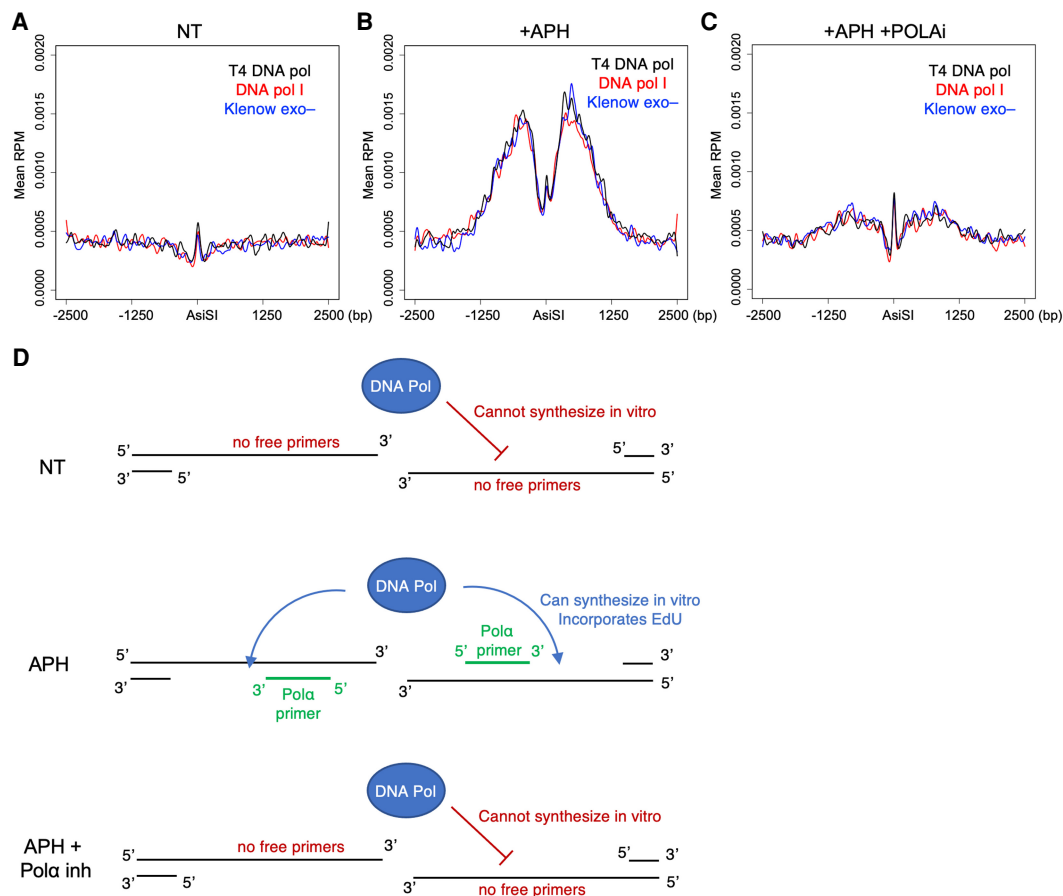 A
NT
0.0020
0.0015
0.0010
0.0005
0.0000
Mean RPM
T4 DNA pol
DNA pol I
Klenow exo–
-2500 -1250 AsiSI 1250 2500 (bp)
B
+APH
0.0020
0.0015
0.0010
0.0005
0.0000
Mean RPM
T4 DNA pol
DNA pol I
Klenow exo–
-2500 -1250 AsiSI 1250 2500 (bp)
C
+APH +POLAi
0.0020
0.0015
0.0010
0.0005
0.0000
Mean RPM
T4 DNA pol
DNA pol I
Klenow exo–
-2500 -1250 AsiSI 1250 2500 (bp)
D
DNA Pol
Cannot synthesize in vitro
5’ no free primers 3’ 5’ 3’
NT
3’ 5’ 3’ no free primers 5’
DNA Pol
Can synthesize in vitro
Incorporates EdU
Polα
5’ primer 3’
5’ 3’ 3’
APH
3’ 3’ 5’ 3’ 5’
Polα
primer
DNA Pol
Cannot synthesize in vitro
5’ no free primers 3’ 5’ 3’
APH +
Polα inh
3’ 5’ 3’ no free primers 5’